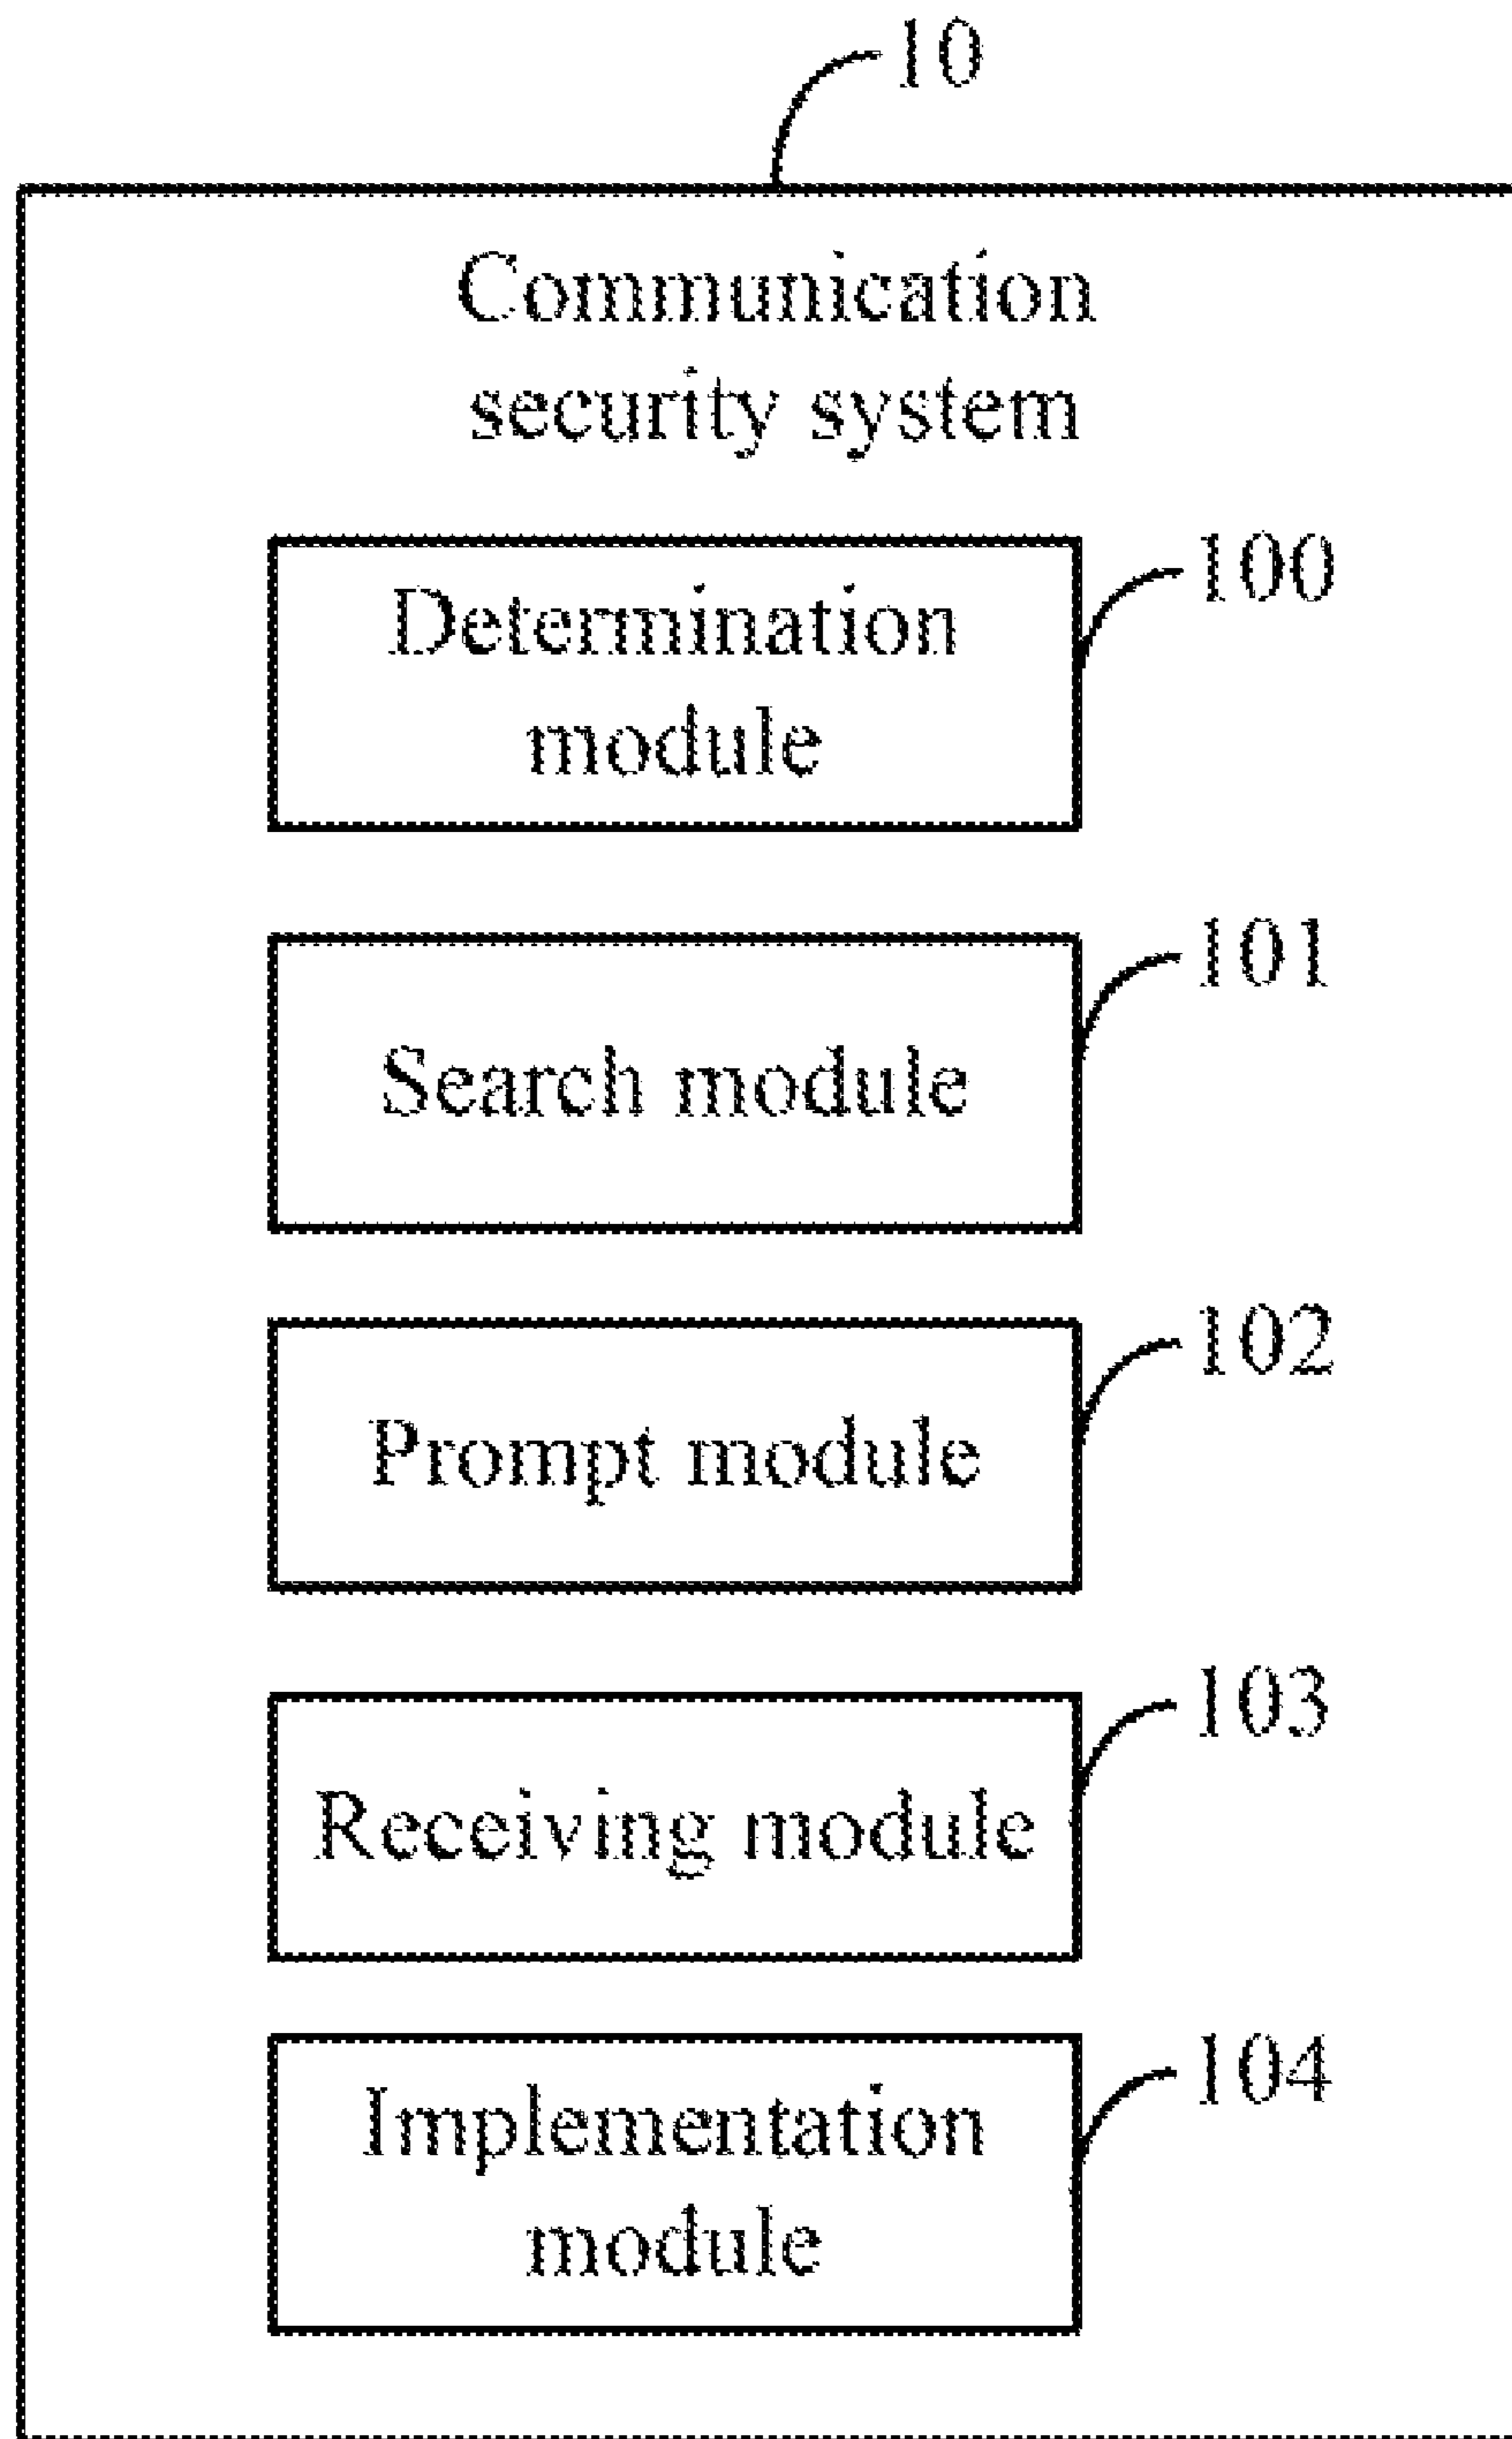 10
Communication
security system
100
Determination
module
101
Search module
102
Prompt module
103
Receiving module
104
Implementation
module